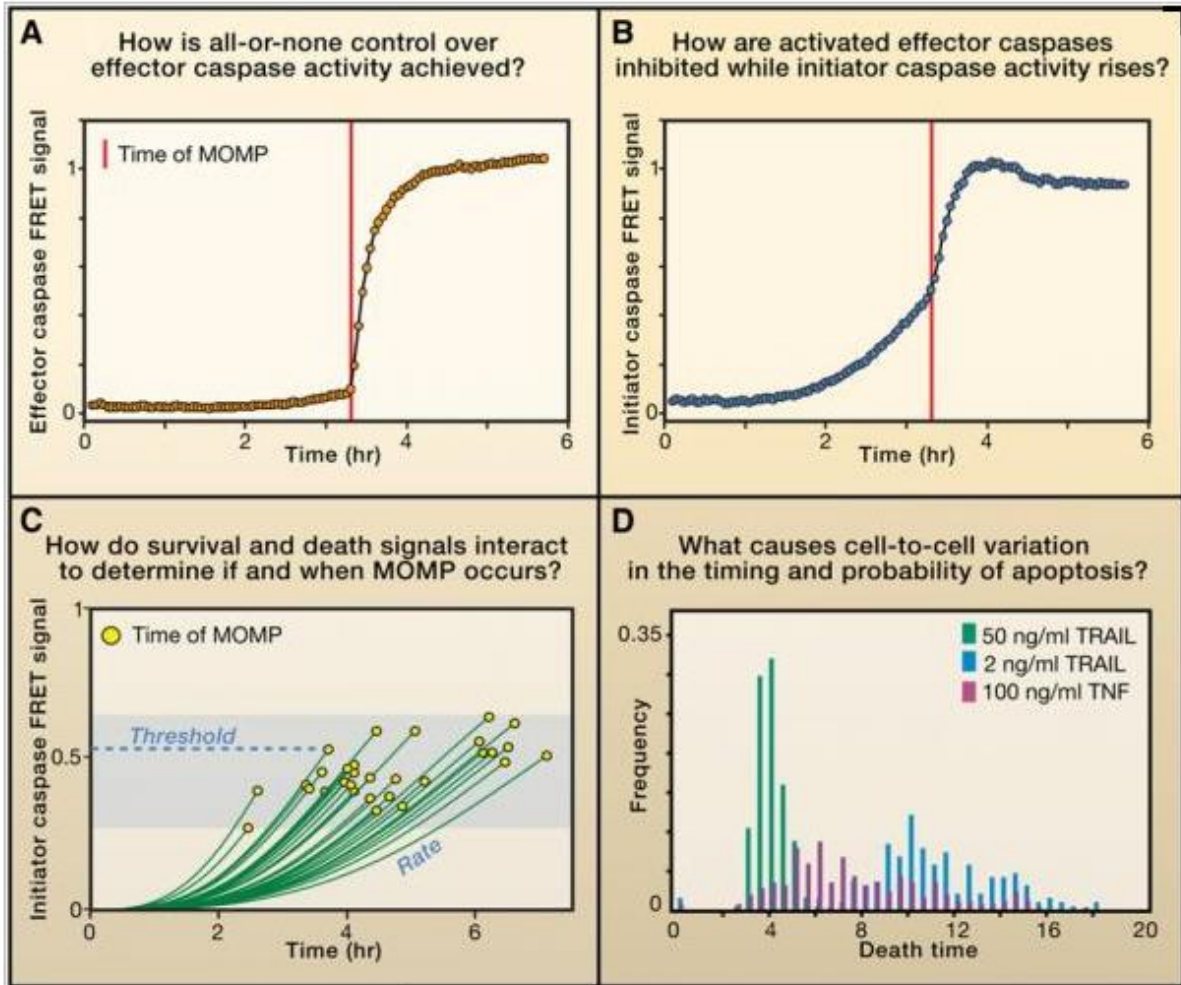 A
How is all-or-none control over
effector caspase activity achieved?
Effector caspase FRET signal
Time of MOMP
1
0
0
2
4
6
Time (hr)
B
How are activated effector caspases
inhibited while initiator caspase activity rises?
Initiator caspase FRET signal
1
0
0
2
4
6
Time (hr)
C
How do survival and death signals interact
to determine if and when MOMP occurs?
Initiator caspase FRET signal
1
Time of MOMP
Threshold
0.5
Rate
0
0
2
4
6
Time (hr)
D
What causes cell-to-cell variation
in the timing and probability of apoptosis?
Frequency
0.35
50 ng/ml TRAIL
2 ng/ml TRAIL
100 ng/ml TNF
0
0
4
8
12
16
20
Death time